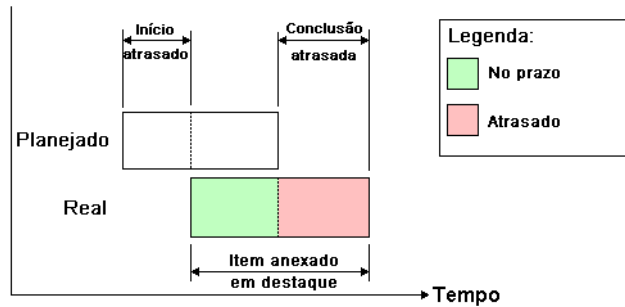 Início
atrasado
Conclusão
atrasada
Legenda:
No prazo
Atrasado
Planejado
Real
Item anexado
em destaque
Tempo